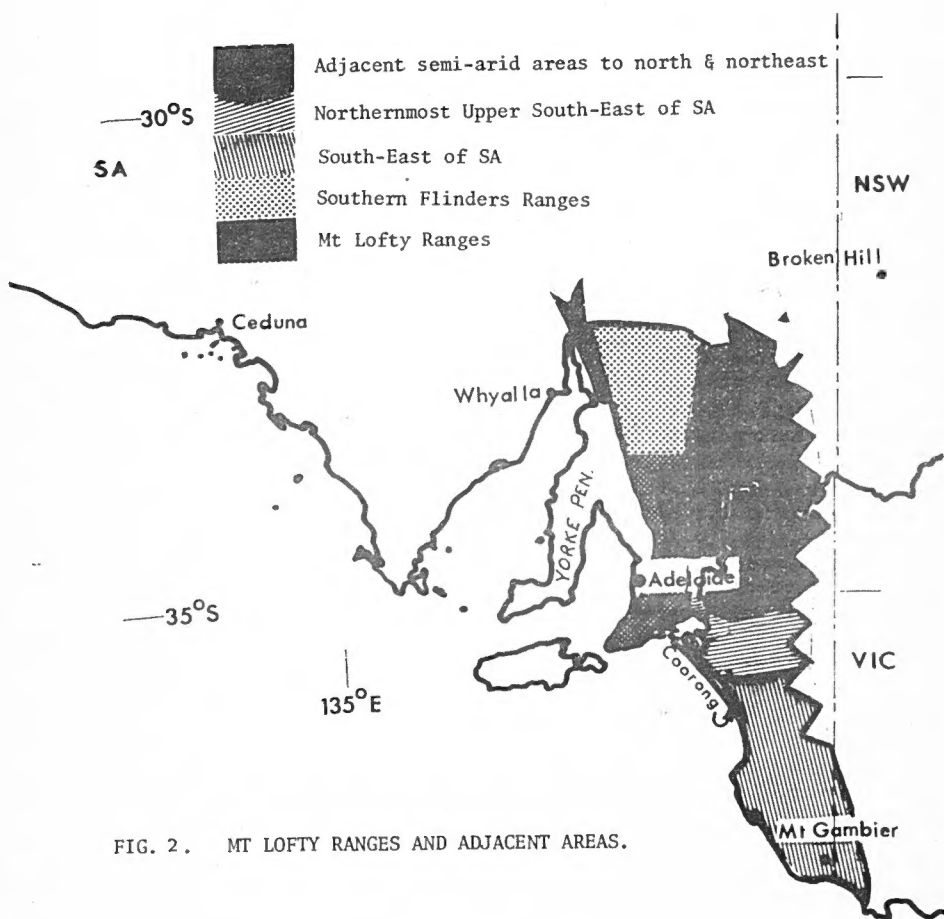 Adjacent semi-arid areas to north & northeast
30°S
Northernmost Upper South-East of SA
SA
South-East of SA
NSW
Southern Flinders Ranges
Mt Lofty Ranges
Broken Hill
Ceduna
Whyalla
YORKE PEN.
Adelaide
35°S
VIC
Coorong
135°E
Mt Gambier
FIG. 2. MT LOFTY RANGES AND ADJACENT AREAS.